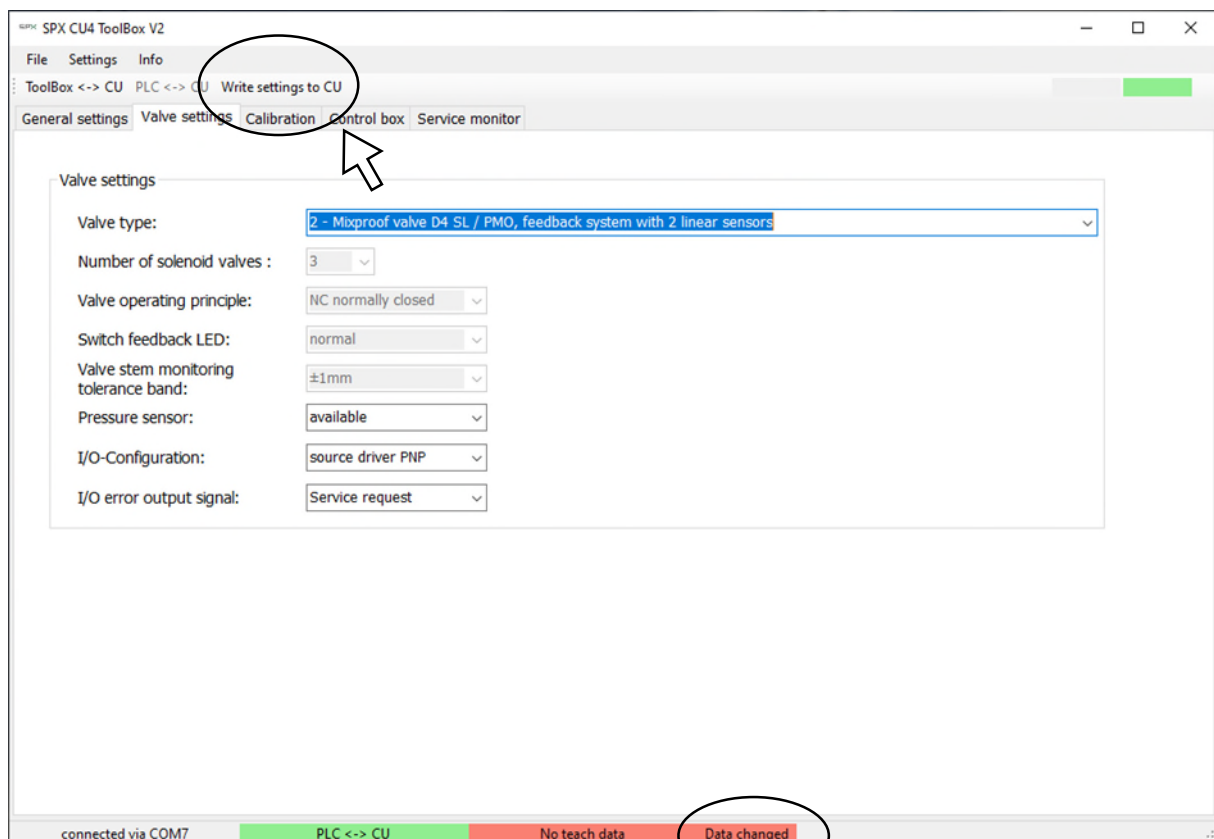 SPX SPX CU4 ToolBox V2
File Settings Info
ToolBox <-> CU PLC <-> CU Write settings to CU
General settings Valve settings Calibration Control box Service monitor
Valve settings
Valve type: 2 - Mixproof valve D4 SL / PMO, feedback system with 2 linear sensors
Number of solenoid valves : 3
Valve operating principle: NC normally closed
Switch feedback LED: normal
Valve stem monitoring
tolerance band: ±1mm
Pressure sensor: available
I/O-Configuration: source driver PNP
I/O error output signal: Service request
connected via COM7 PLC <-> CU No teach data Data changed